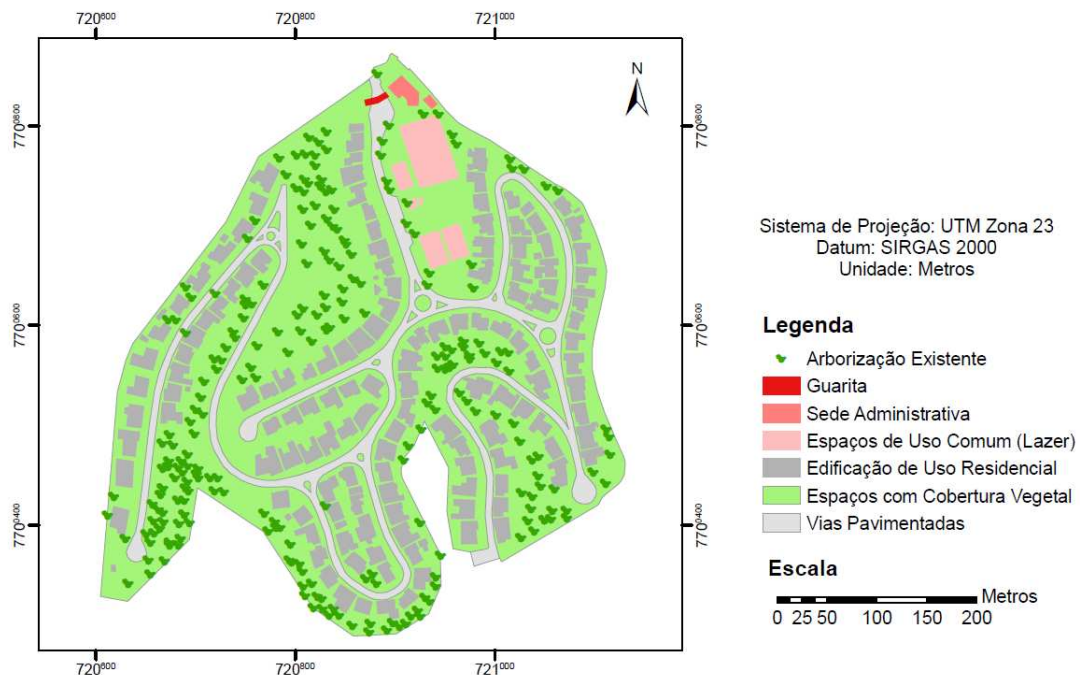 720⁶⁰⁰ 720⁸⁰⁰ 721⁰⁰⁰
N
770⁰⁸⁰⁰ 770⁰⁸⁰⁰
770⁰⁶⁰⁰ 770⁰⁶⁰⁰
770⁰⁴⁰⁰ 770⁰⁴⁰⁰
720⁶⁰⁰ 720⁸⁰⁰ 721⁰⁰⁰
Sistema de Projeção: UTM Zona 23
Datum: SIRGAS 2000
Unidade: Metros
Legenda
Arborização Existente
Guarita
Sede Administrativa
Espaços de Uso Comum (Lazer)
Edificação de Uso Residencial
Espaços com Cobertura Vegetal
Vias Pavimentadas
Escala
Metros
0 25 50 100 150 200